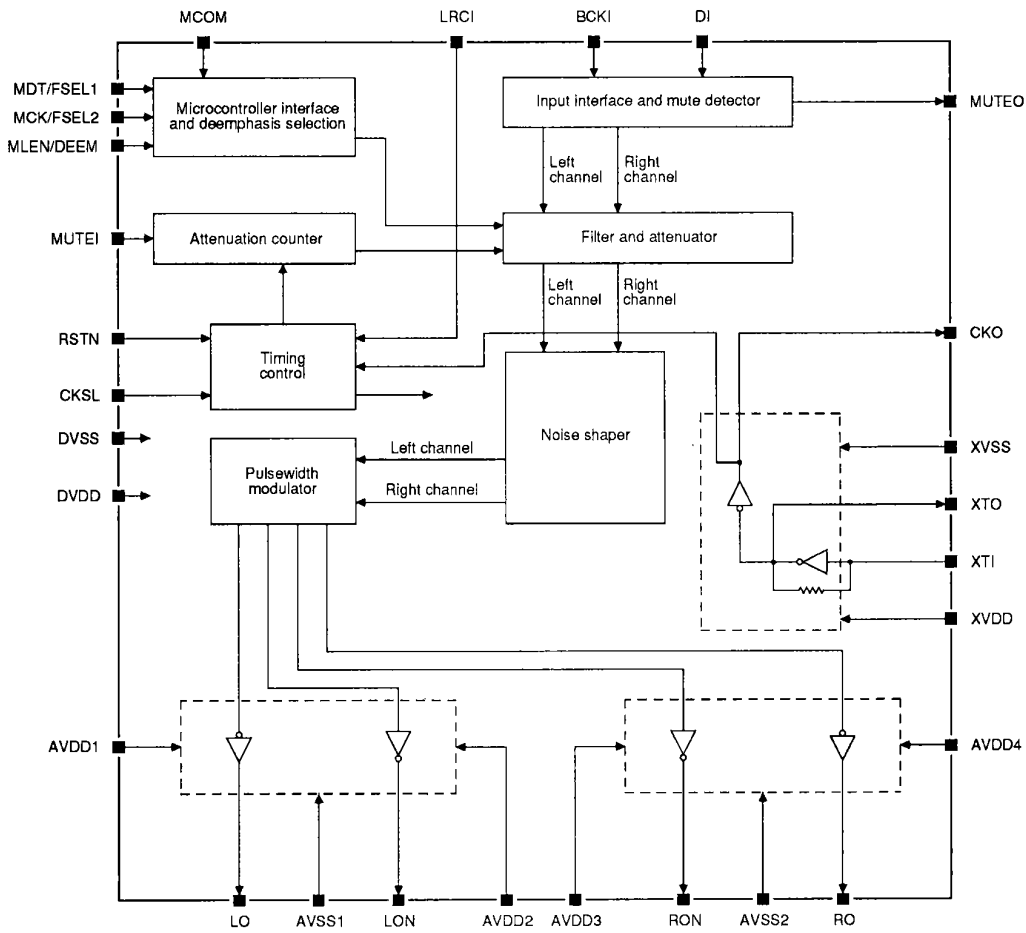 MCOM
LRCI
BCKI
DI
MDT/FSEL1
MCK/FSEL2
MLEN/DEEM
Microcontroller interface
and deemphasis selection
Input interface and mute detector
MUTEO
Left
channel
Right
channel
MUTEI
Attenuation counter
Filter and attenuator
Left
channel
Right
channel
RSTN
CKSL
Timing
control
CKO
DVSS
DVDD
Pulsewidth
modulator
Left channel
Right channel
Noise shaper
XVSS
XTO
XTI
XVDD
AVDD1
AVDD4
LO
AVSS1
LON
AVDD2
AVDD3
RON
AVSS2
RO